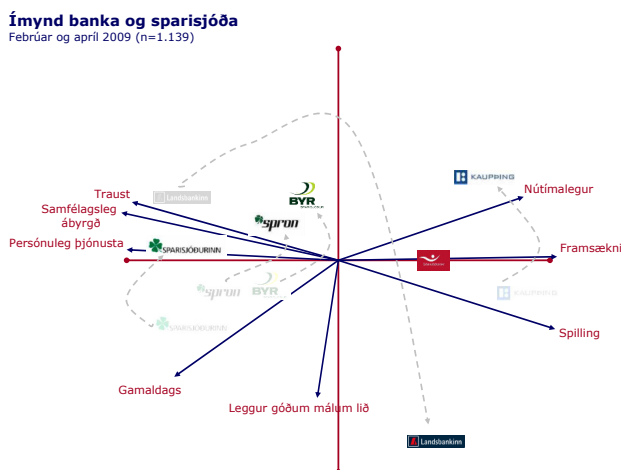 Ímynd banka og sparisjóða
Febrúar og apríl 2009 (n=1.139)
KAUPÞING
Traust
Landsbankinn
BYR
Nútímalegur
Samfélagsleg
ábyrgð
spron
Persónuleg þjónusta
SPARISJÓÐURINN
Framsækni
spron
BYR
KAUPÞING
SPARISJÓÐURINN
Spilling
Gamaldags
Leggur góðum málum lið
Landsbankinn